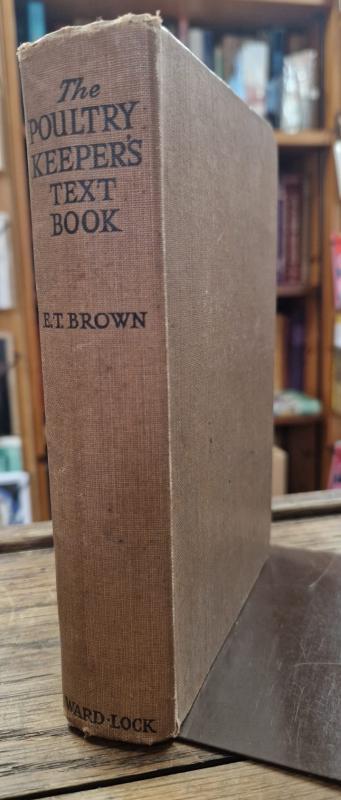 The
POULTRY
KEEPER'S
TEXT
BOOK
E.T. BROWN
WARD·LOCK